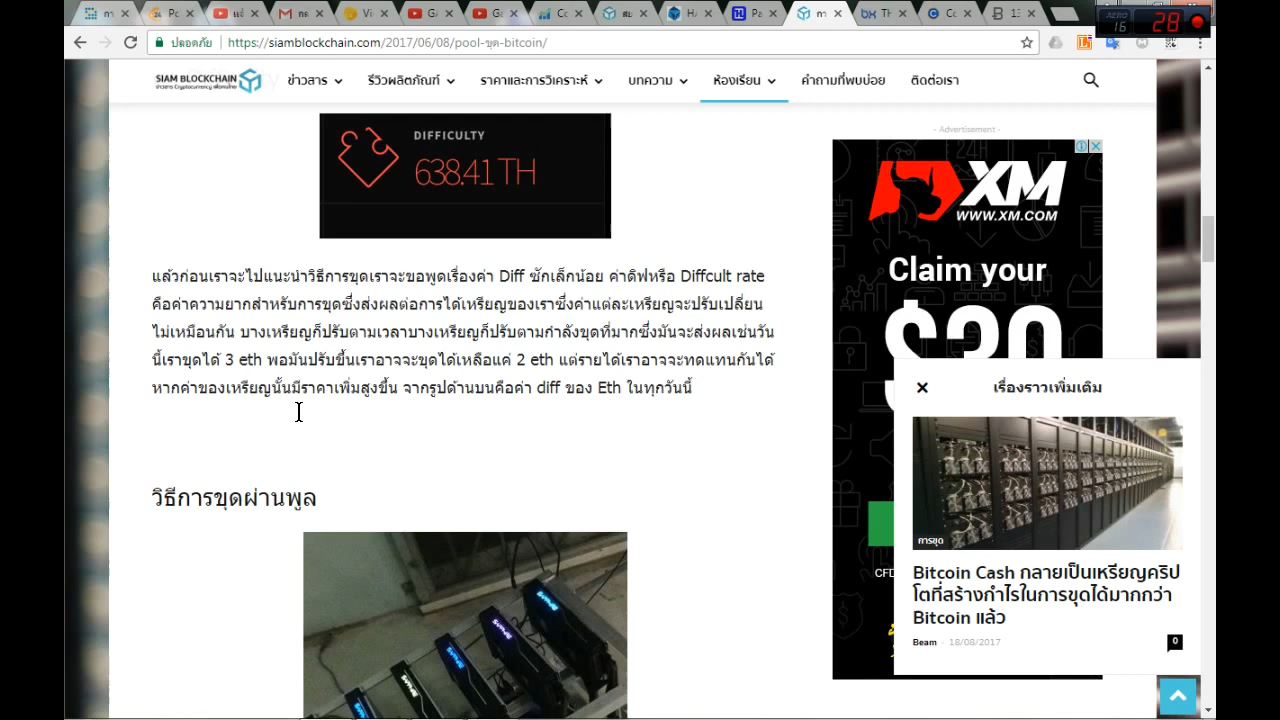 ปลอดภัย
https://siamblockchain.com/2017/06/08/pool-ขุด-bitcoin/
16
28
SIAM BLOCKCHAIN
ข่าวสาร
รีวิวผลิตภัณฑ์
ราคาและการวิเคราะห์
บทความ
ห้องเรียน
คำถามที่พบบ่อย
ติดต่อเรา
DIFFICULTY
638.41 TH
แล้วก่อนเราจะไปแนะนำวิธีการขุดเราจะขอพูดเรื่องค่า Diff ซักเล็กน้อย ค่าดิฟหรือ Diffcult rate
คือค่าความยากสำหรับการขุดซึ่งส่งผลต่อการได้เหรียญของเราซึ่งค่าแต่ละเหรียญจะปรับเปลี่ยน
ไม่เหมือนกัน บางเหรียญก็ปรับตามเวลาบางเหรียญก็ปรับตามกำลังขุดที่มากซึ่งมันจะส่งผลเช่นวัน
นี้เราขุดได้ 3 eth พอมันปรับขึ้นเราอาจจะขุดได้เหลือแค่ 2 eth แต่รายได้เราอาจจะทดแทนกันได้
หากค่าของเหรียญนั้นมีราคาเพิ่มสูงขึ้น จากรูปด้านบนคือค่า diff ของ Eth ในทุกวันนี้
วิธีการขุดผ่านพูล
- Advertisement -
XM
WWW.XM.COM
Claim your
$30
CFD
เรื่องราวเพิ่มเติม
การขุด
Bitcoin Cash กลายเป็นเหรียญคริป
โตที่สร้างกำไรในการขุดได้มากกว่า
Bitcoin แล้ว
Beam - 18/08/2017
0